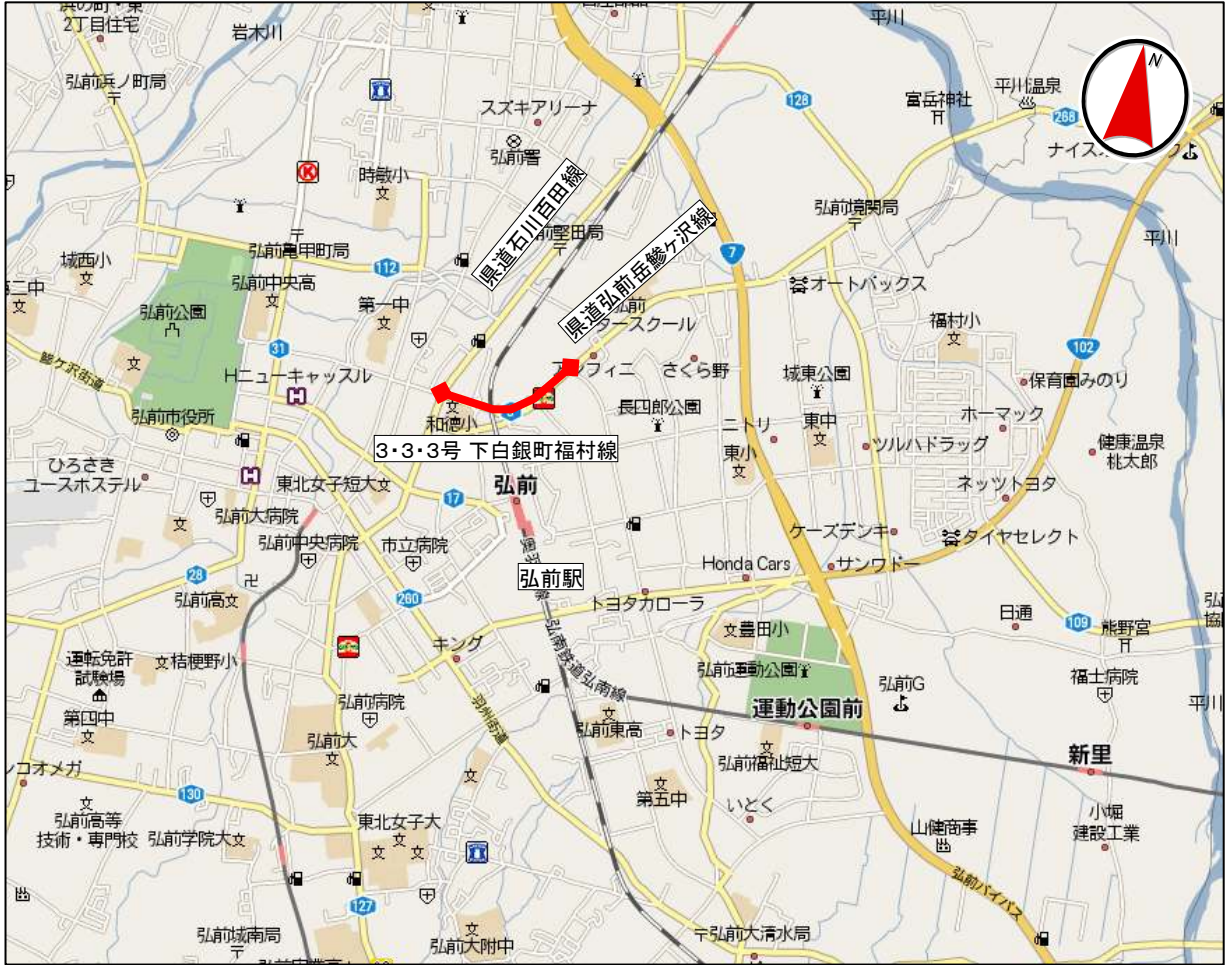 2丁目住宅
岩木川
平川
弘前浜ノ町局
スズキアリーナ
弘前署
128
富岳神社
平川温泉
268
N
時敏小
県道石川百田線
県道弘前岳鰺ヶ沢線
弘前境関局
平川
城西小
弘前亀甲町局
112
7
弘前中央高
オートバックス
弘前公園
第一中
弘前
福村小
31
102
鰺ケ沢街道
Hニューキャッスル
さくら野
城東公園
保育園みのり
弘前市役所
和德小
長四郎公園
ニトリ
東中
ホーマック
3・3・3号 下白銀町福村線
東小
ツルハドラッグ
健康温泉
桃太郎
ひろさき
ユースホステル
東北女子短大
17
弘前
ネッツトヨタ
弘前大病院
弘前中央病院
市立病院
ケーズデンキ
タイヤセレクト
28
弘前駅
Honda Cars
サンワドー
弘前高
260
トヨタカローラ
日通
109
熊野宮
キング
豊田小
運転免許
試験場
桔梗野小
弘南鉄道弘南線
弘前運動公園
福士病院
弘前G
平川
弘前病院
羽州街道
運動公園前
第四中
弘前大
弘前東高
トヨタ
新里
弘前福祉短大
ンコオメガ
130
第五中
いとく
弘前高等
技術・専門校
弘前学院大
東北女子大
山健商事
小堀
建設工業
弘前バイパス
127
弘前城南局
弘前大附中
弘前大清水局